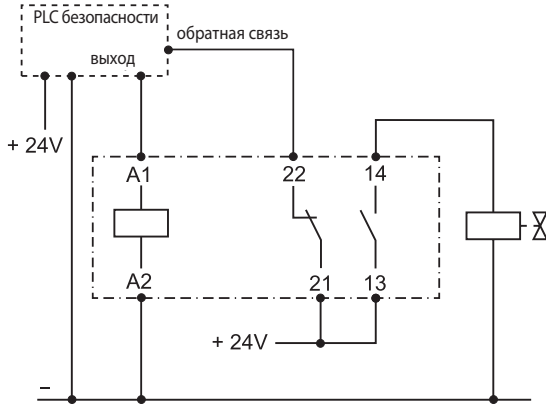 PLC безопасности
обратная связь
выход
+ 24V
A1
22
14
A2
21
13
+ 24V
–